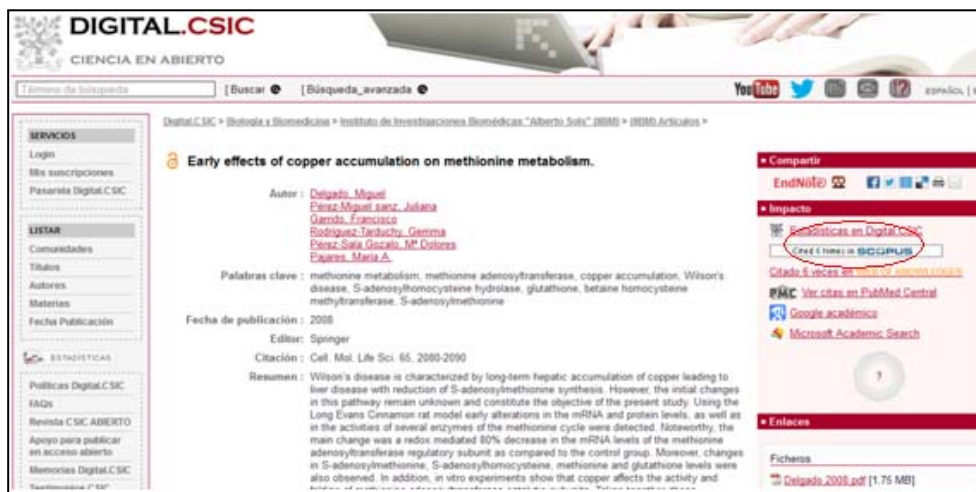 DIGITAL.CSIC
CIENCIA EN ABIERTO
Término de búsqueda
[ Buscar
[ Búsqueda_avanzada
You Tube
ESPAÑOL |
SERVICIOS
Login
Mis suscripciones
Pasarela Digital.CSIC
LISTAR
Comunidades
Títulos
Autores
Materias
Fecha Publicación
ESTADÍSTICAS
Políticas Digital.CSIC
FAQs
Revista CSIC ABIERTO
Apoyo para publicar
en acceso abierto
Memorias Digital.CSIC
Testimonios CSIC
Digital.CSIC > Biología y Biomedicina > Instituto de Investigaciones Biomédicas "Alberto Sols" (IIBM) > (IIBM) Artículos >
Early effects of copper accumulation on methionine metabolism.
Autor : Delgado, Miguel
Pérez-Miguel sanz, Juliana
Garrido, Francisco
Rodríguez-Tarduchy, Gemma
Pérez-Sala Gozalo, Mª Dolores
Pajares, María A.
Palabras clave : methionine metabolism, methionine adenosyltransferase, copper accumulation, Wilson's
disease, S-adenosylhomocysteine hydrolase, glutathione, betaine homocysteine
methyltransferase, S-adenosylmethionine
Fecha de publicación : 2008
Editor: Springer
Citación : Cell. Mol. Life Sci. 65, 2080-2090
Resumen : Wilson's disease is characterized by long-term hepatic accumulation of copper leading to
liver disease with reduction of S-adenosylmethionine synthesis. However, the initial changes
in this pathway remain unknown and constitute the objective of the present study. Using the
Long Evans Cinnamon rat model early alterations in the mRNA and protein levels, as well as
in the activities of several enzymes of the methionine cycle were detected. Noteworthy, the
main change was a redox mediated 80% decrease in the mRNA levels of the methionine
adenosyltransferase regulatory subunit as compared to the control group. Moreover, changes
in S-adenosylmethionine, S-adenosylhomocysteine, methionine and glutathione levels were
also observed. In addition, in vitro experiments show that copper affects the activity and
Compartir
EndNote
Impacto
Estadísticas en Digital.CSIC
Cited 6 times in SCOPUS
Citado 6 veces en WEB OF KNOWLEDGE
PMC Ver citas en PubMed Central
Google académico
Microsoft Academic Search
?
Enlaces
Ficheros
Delgado 2008.pdf [1.75 MB]